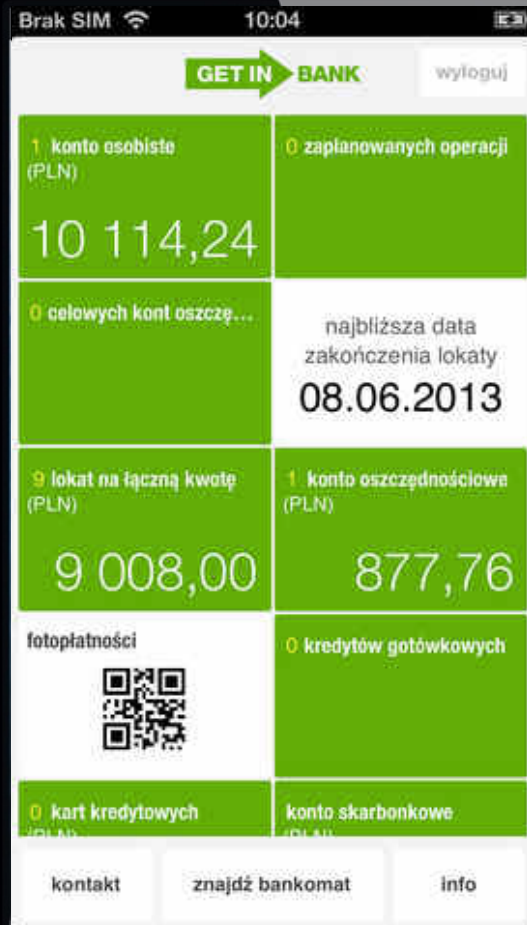 Brak SIM 10:04
GET IN BANK
wyloguj
1 konto osobiste
(PLN)
10 114,24
0 zaplanowanych operacji
0 celowych kont oszczę...
najbliższa data
zakończenia lokaty
08.06.2013
9 lokat na łączną kwotę
(PLN)
9 008,00
1 konto oszczędnościowe
(PLN)
877,76
fotopłatności
0 kredytów gotówkowych
0 kart kredytowych
(PLN)
konto skarbonkowe
(PLN)
kontakt
znajdź bankomat
info